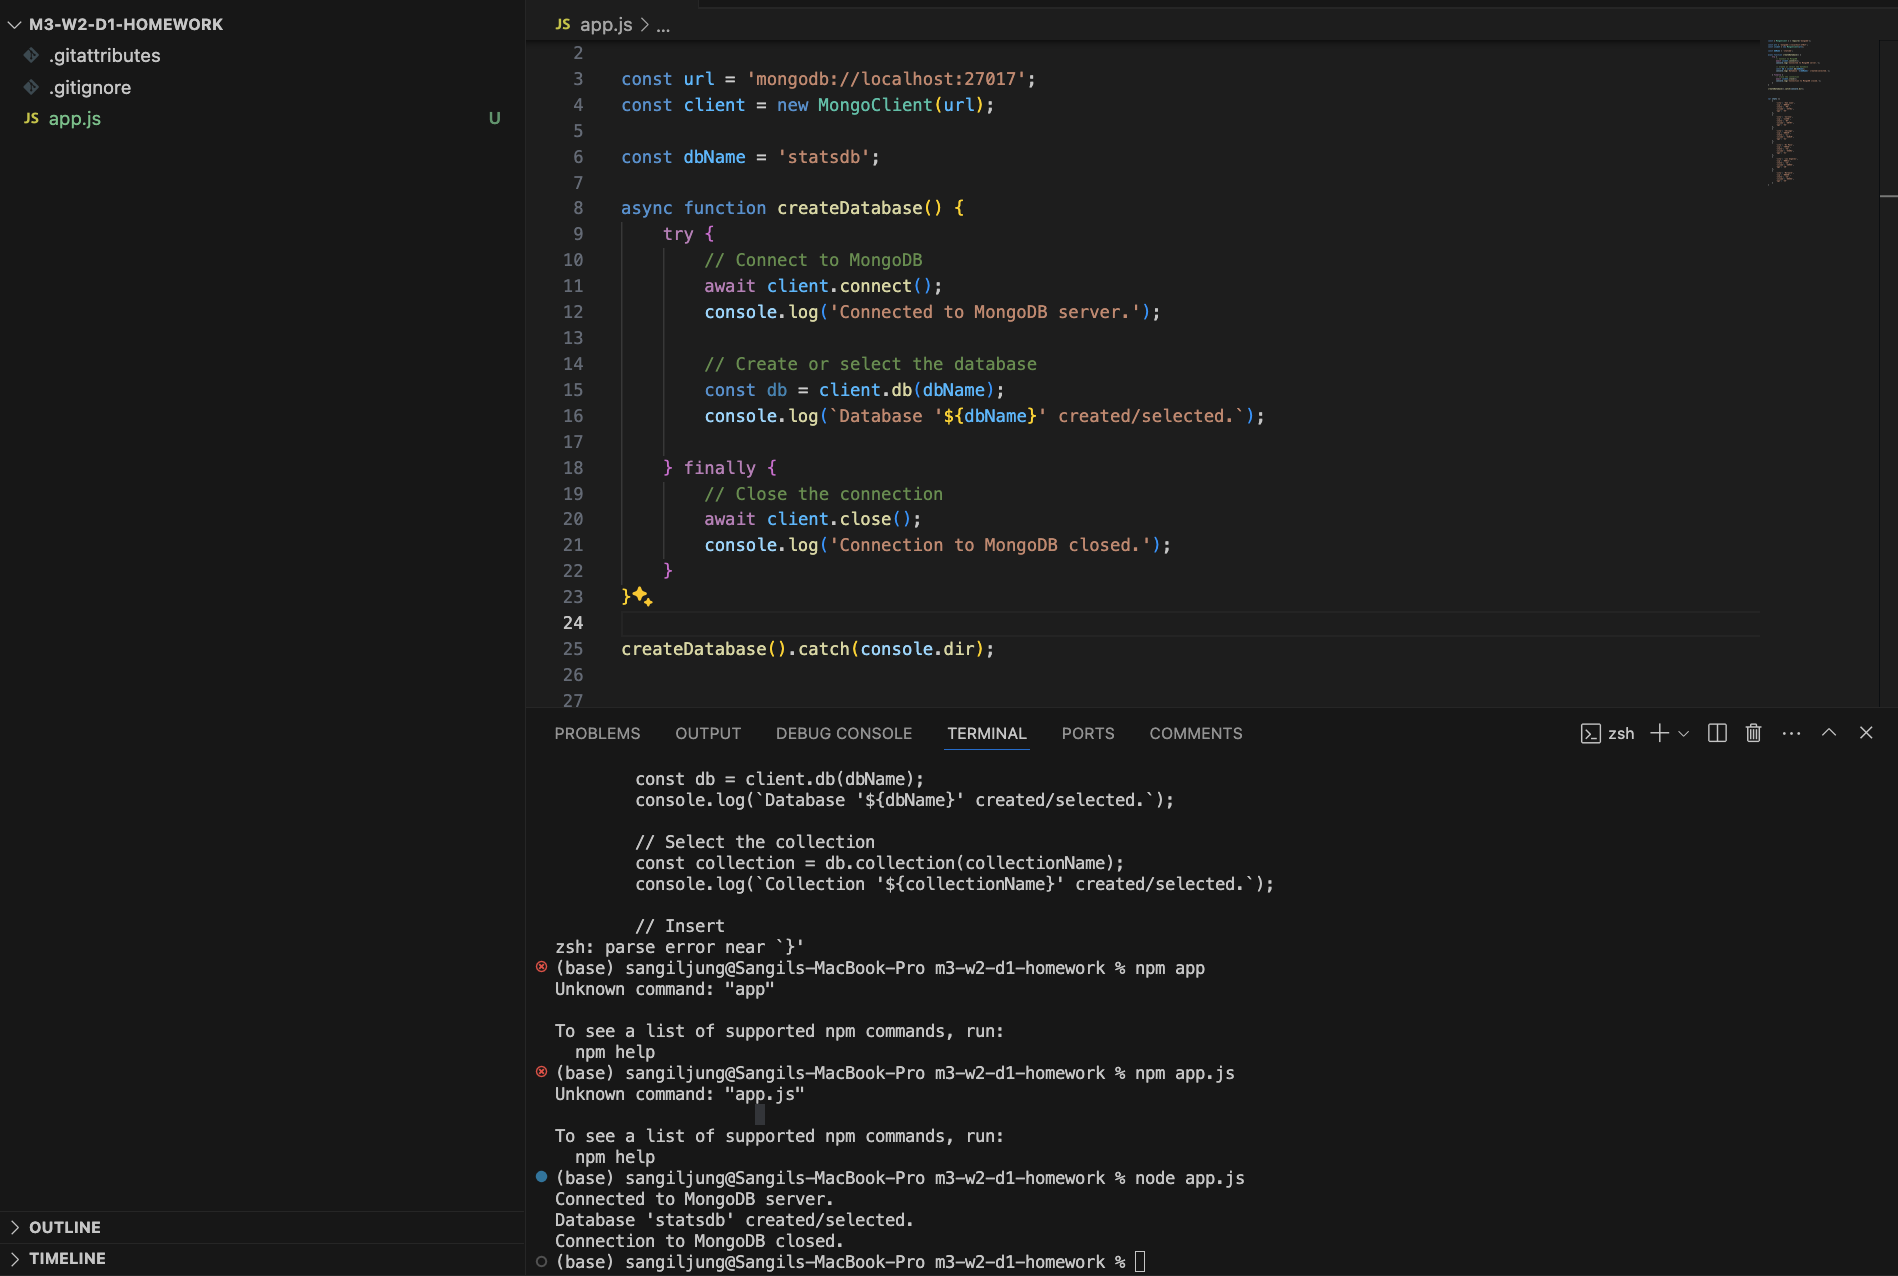 M3-W2-D1-HOMEWORK
.gitattributes
.gitignore
JS app.js U
OUTLINE
TIMELINE
JS app.js > ...
2
3 const url = 'mongodb://localhost:27017';
4 const client = new MongoClient(url);
5
6 const dbName = 'statsdb';
7
8 async function createDatabase() {
9 try {
10 // Connect to MongoDB
11 await client.connect();
12 console.log('Connected to MongoDB server.');
13
14 // Create or select the database
15 const db = client.db(dbName);
16 console.log(`Database '${dbName}' created/selected.`);
17
18 } finally {
19 // Close the connection
20 await client.close();
21 console.log('Connection to MongoDB closed.');
22 }
23 }
24
25 createDatabase().catch(console.dir);
26
27
PROBLEMS OUTPUT DEBUG CONSOLE TERMINAL PORTS COMMENTS zsh
const db = client.db(dbName);
console.log(`Database '${dbName}' created/selected.`);
// Select the collection
const collection = db.collection(collectionName);
console.log(`Collection '${collectionName}' created/selected.`);
// Insert
zsh: parse error near `}'
(base) sangiljung@Sangils-MacBook-Pro m3-w2-d1-homework % npm app
Unknown command: "app"
To see a list of supported npm commands, run:
npm help
(base) sangiljung@Sangils-MacBook-Pro m3-w2-d1-homework % npm app.js
Unknown command: "app.js"
To see a list of supported npm commands, run:
npm help
(base) sangiljung@Sangils-MacBook-Pro m3-w2-d1-homework % node app.js
Connected to MongoDB server.
Database 'statsdb' created/selected.
Connection to MongoDB closed.
(base) sangiljung@Sangils-MacBook-Pro m3-w2-d1-homework %